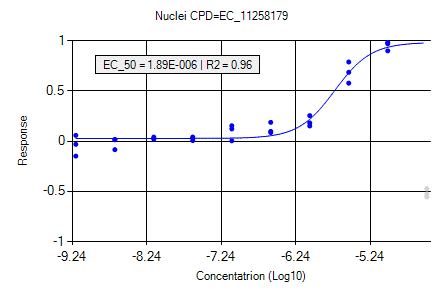 Nuclei CPD=EC_11258179
EC_50 = 1.89E-006 | R2 = 0.96
1
0.5
0
-0.5
-1
Response
-9.24 -8.24 -7.24 -6.24 -5.24
Concentatrion (Log10)